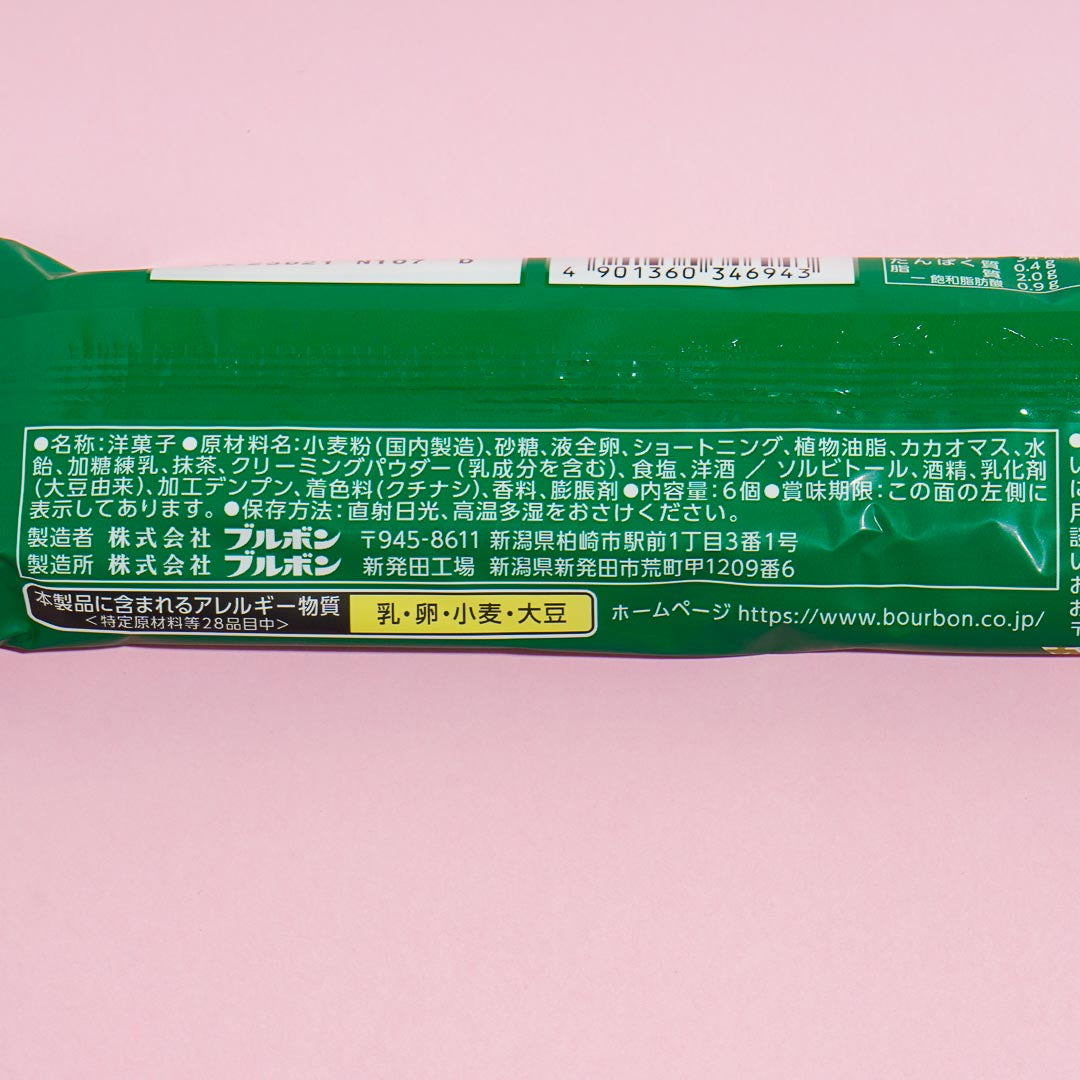 4 901360 346943
たんぱく質 0.4g
脂質 2.0g
ー飽和脂肪酸 0.9g
●名称:洋菓子●原材料名:小麦粉(国内製造)、砂糖、液全卵、ショートニング、植物油脂、カカオマス、水
飴、加糖練乳、抹茶、クリーミングパウダー(乳成分を含む)、食塩、洋酒/ソルビトール、酒精、乳化剤
(大豆由来)、加工デンプン、着色料(クチナシ)、香料、膨脹剤●内容量:6個●賞味期限:この面の左側に
表示してあります。●保存方法:直射日光、高温多湿をおさけください。
製造者 株式会社 ブルボン 〒945-8611 新潟県柏崎市駅前1丁目3番1号
製造所 株式会社 ブルボン 新発田工場 新潟県新発田市荒町甲1209番6
本製品に含まれるアレルギー物質 乳・卵・小麦・大豆
<特定原材料等28品目中>
ホームページ https://www.bourbon.co.jp/